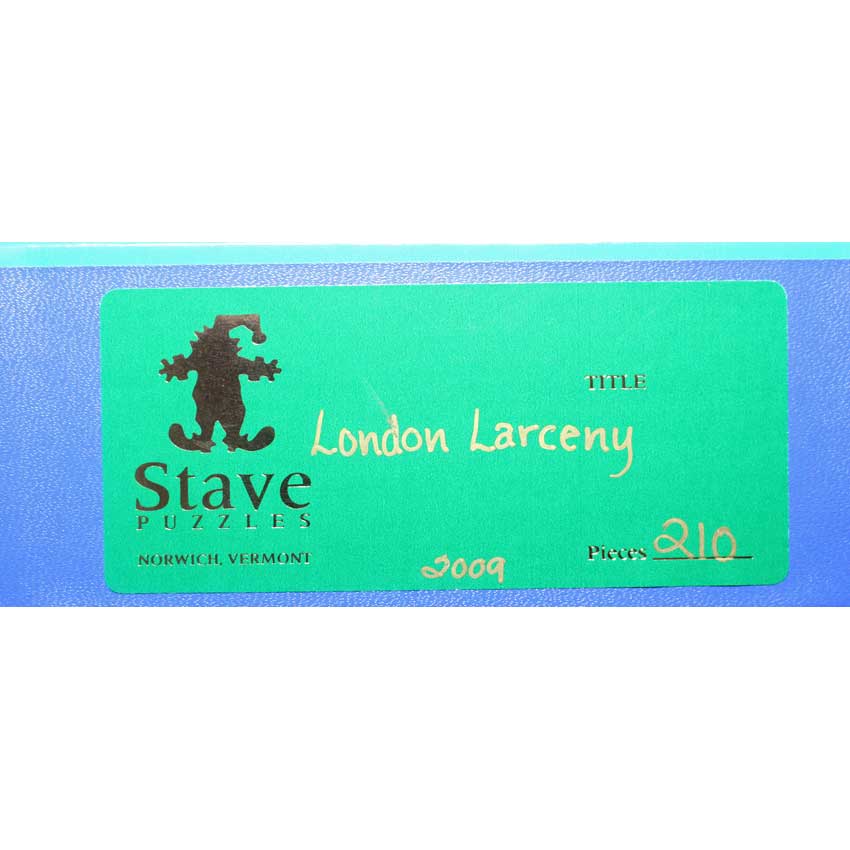 TITLE
London Larceny
Stave
PUZZLES
NORWICH, VERMONT
2009
Pieces 210